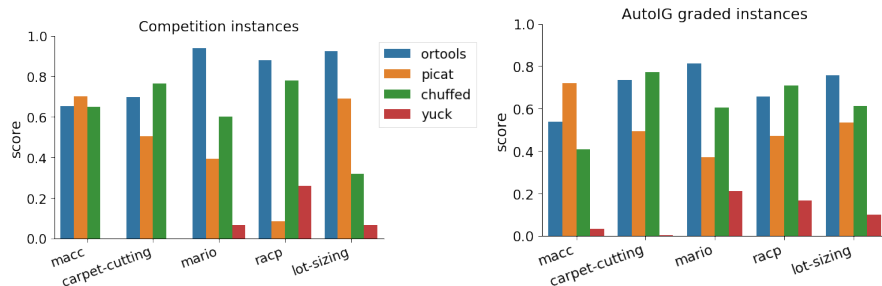 Competition instances
1.0
0.8
0.6
0.4
0.2
0.0
score
macc
carpet-cutting
mario
racp
lot-sizing
ortools
picat
chuffed
yuck
AutoIG graded instances
1.0
0.8
0.6
0.4
0.2
0.0
score
macc
carpet-cutting
mario
racp
lot-sizing